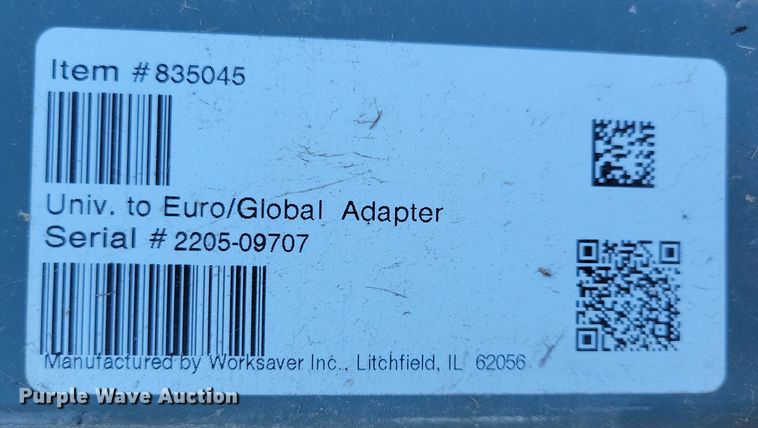 Item # 835045
Univ. to Euro/Global Adapter
Serial # 2205-09707
Manufactured by Worksaver Inc., Litchfield, IL 62056
Purple Wave Auction